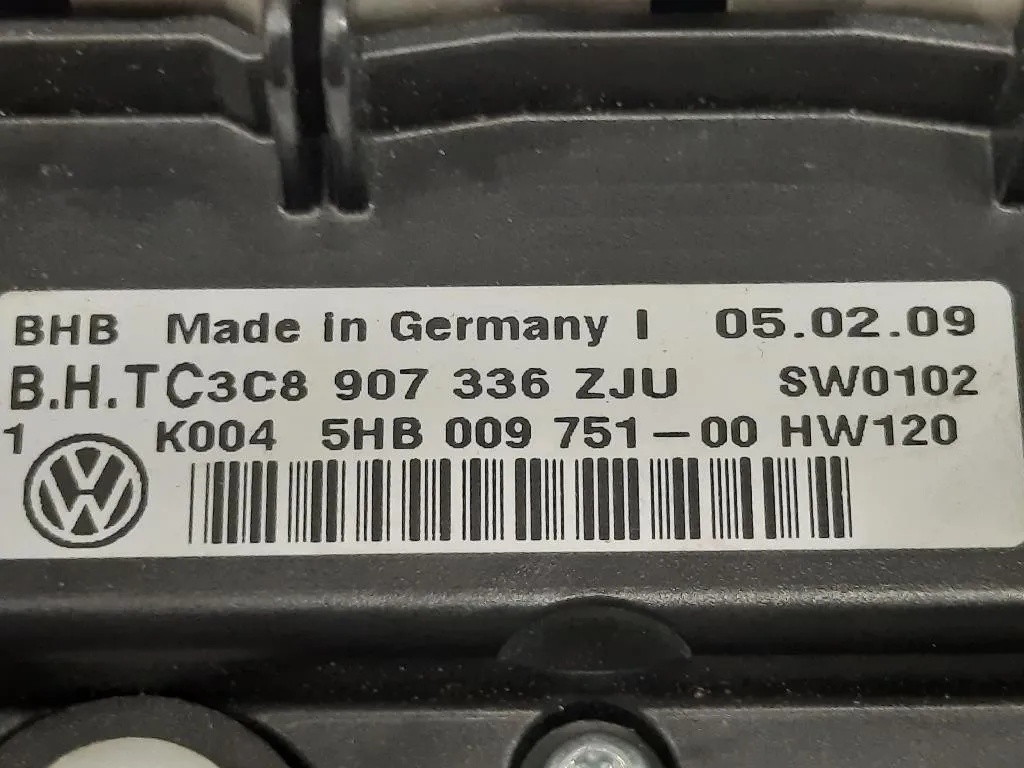 BHB Made in Germany I 05.02.09
B.H.TC3C8 907 336 ZJU SW0102
1 K004 5HB 009 751-00 HW120